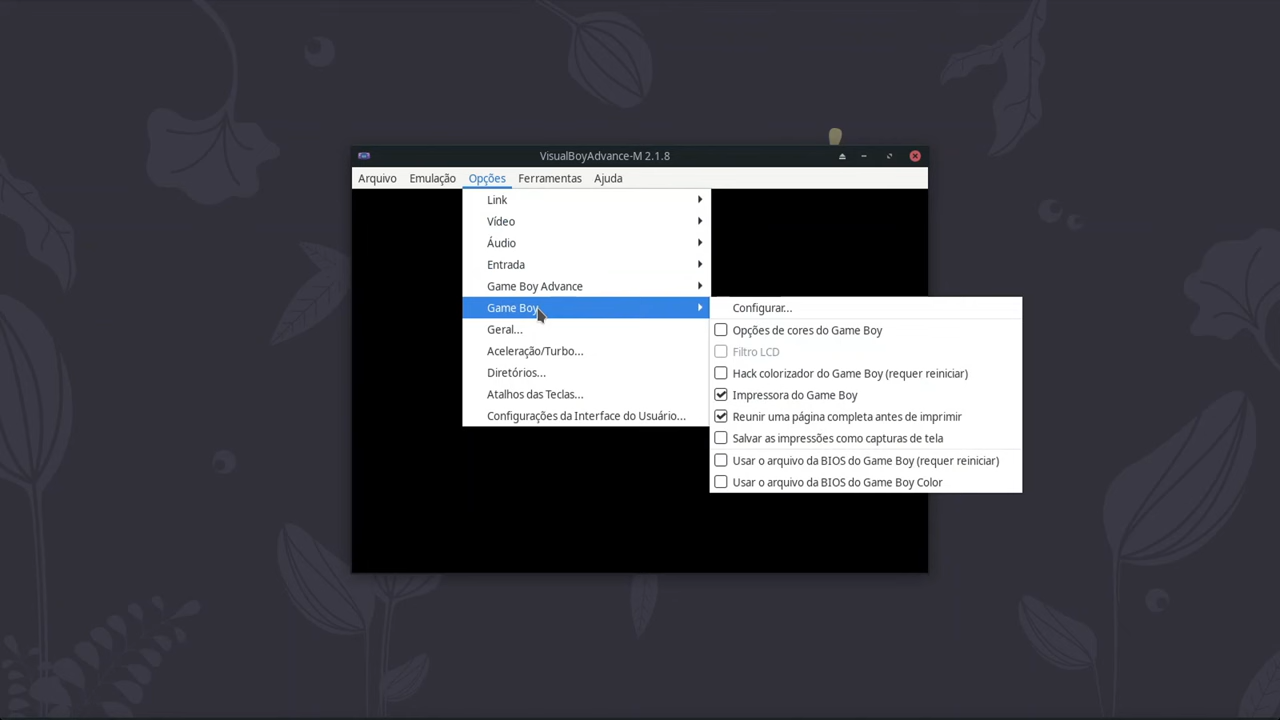 VisualBoyAdvance-M 2.1.8
Arquivo Emulação Opções Ferramentas Ajuda
Link
Vídeo
Áudio
Entrada
Game Boy Advance
Game Boy
Geral...
Aceleração/Turbo...
Diretórios...
Atalhos das Teclas...
Configurações da Interface do Usuário...
Configurar...
Opções de cores do Game Boy
Filtro LCD
Hack colorizador do Game Boy (requer reiniciar)
Impressora do Game Boy
Reunir uma página completa antes de imprimir
Salvar as impressões como capturas de tela
Usar o arquivo da BIOS do Game Boy (requer reiniciar)
Usar o arquivo da BIOS do Game Boy Color